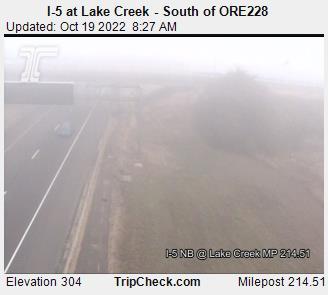 I-5 at Lake Creek - South of ORE228
Updated: Oct 19 2022 8:27 AM
I-5 NB @ Lake Creek MP 214.51
Elevation 304 TripCheck.com Milepost 214.51